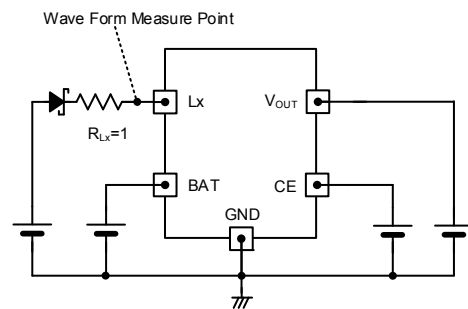 Wave Form Measure Point
Lx
VOUT
RLx=1
BAT
CE
GND